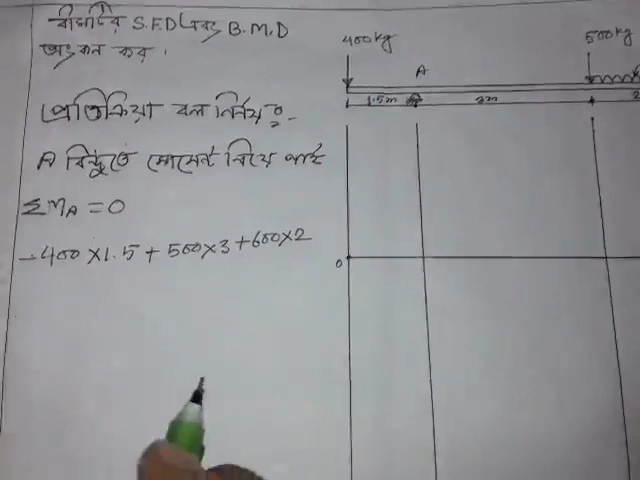 বীমটির S.F.D এবং B.M.D
অংকন কর।
প্রতিক্রিয়া বল নির্ণয়ঃ-
A বিন্দুতে মোমেন্ট নিয়ে পাই
ΣMA = 0
-400 × 1.5 + 500 × 3 + 600 × 2
400kg
500kg
A
1.5m
3m
2
0